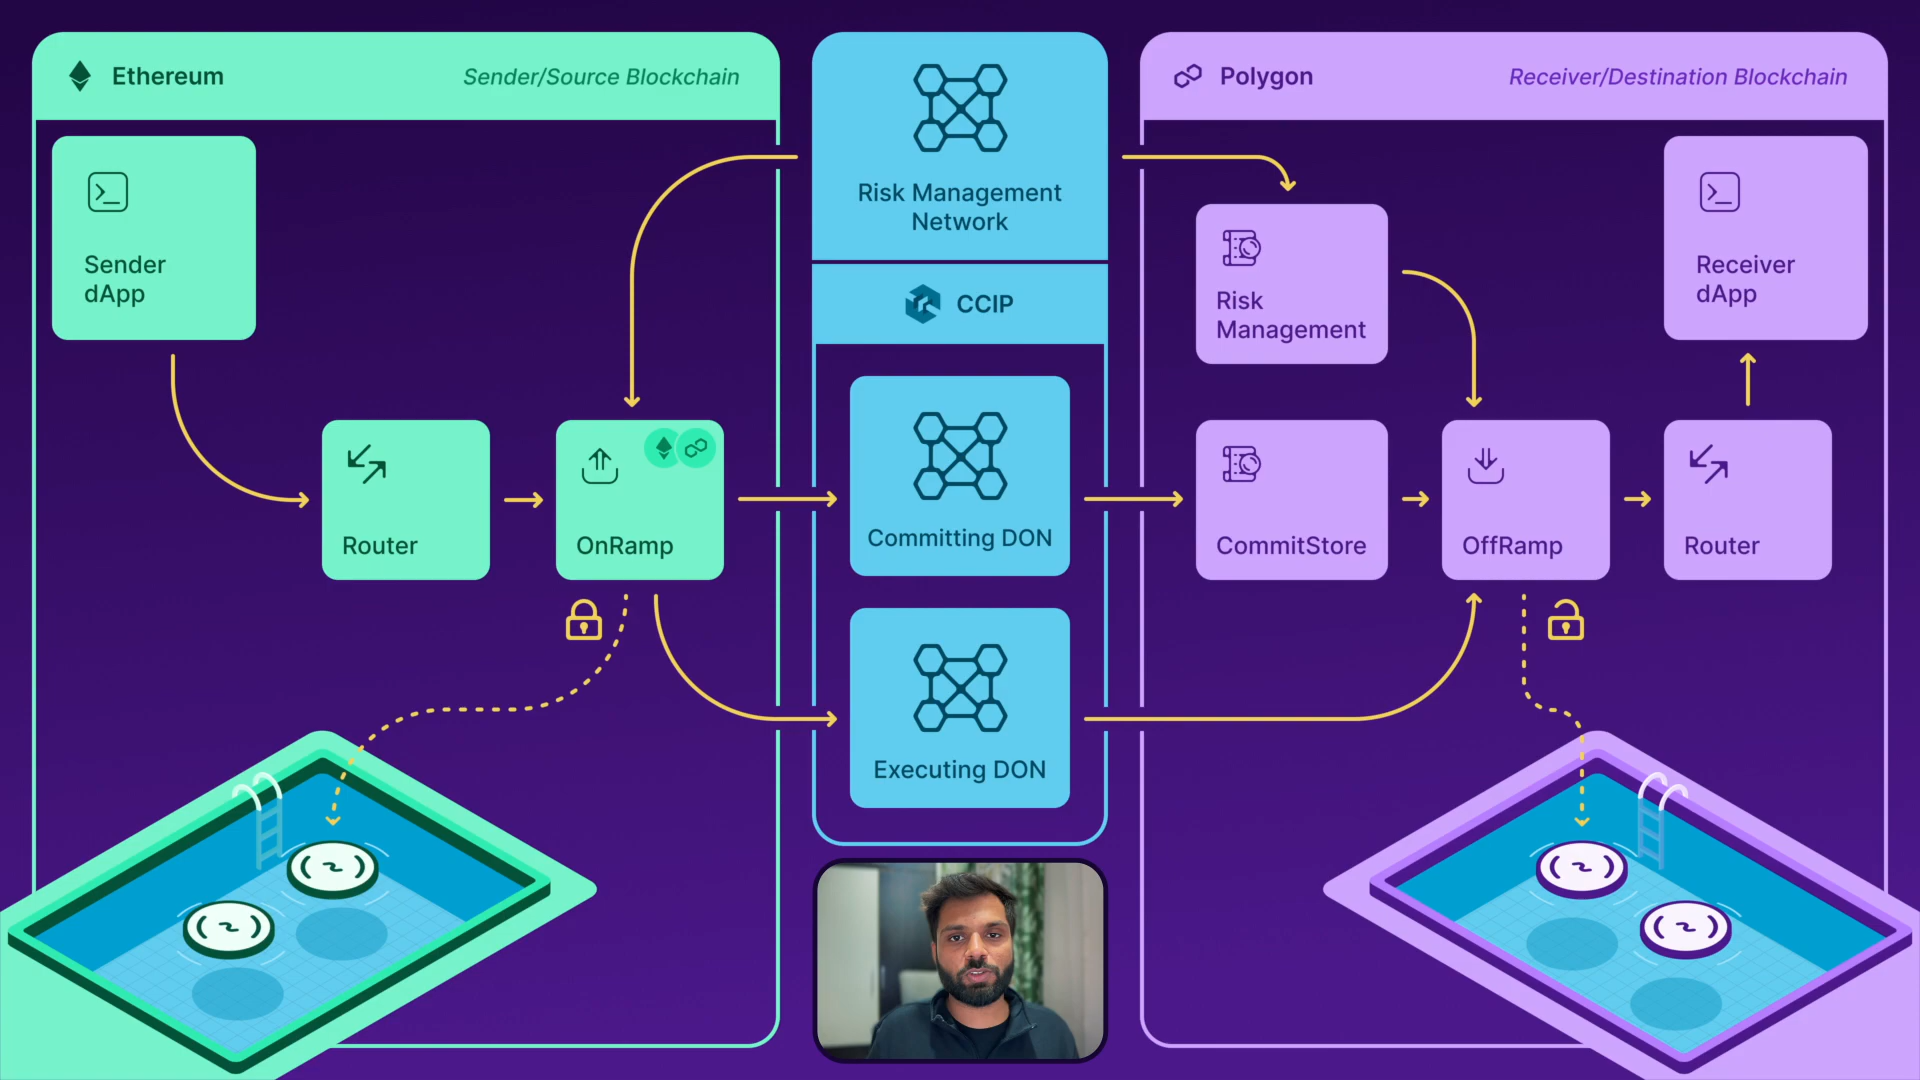 Ethereum
Sender/Source Blockchain
Sender
dApp
Router
OnRamp
Risk Management
Network
CCIP
Committing DON
Executing DON
Polygon
Receiver/Destination Blockchain
Risk
Management
Receiver
dApp
CommitStore
OffRamp
Router